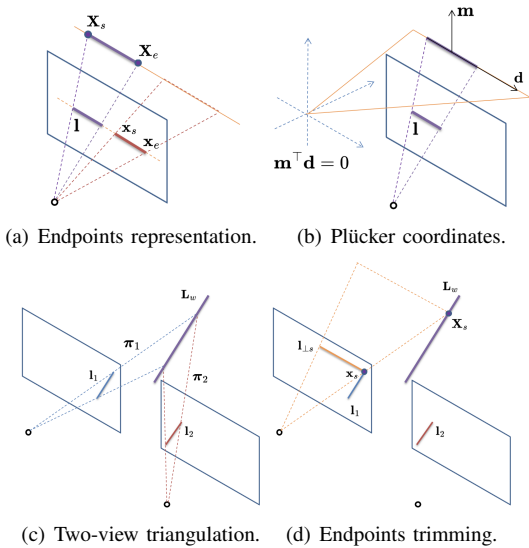 X_s
X_e
l
x_s
x_e
(a) Endpoints representation.
m
d
l
m^⊤d = 0
(b) Plücker coordinates.
L_w
π_1
l_1
π_2
l_2
(c) Two-view triangulation.
L_w
X_s
l_⊥s
x_s
l_1
l_2
(d) Endpoints trimming.